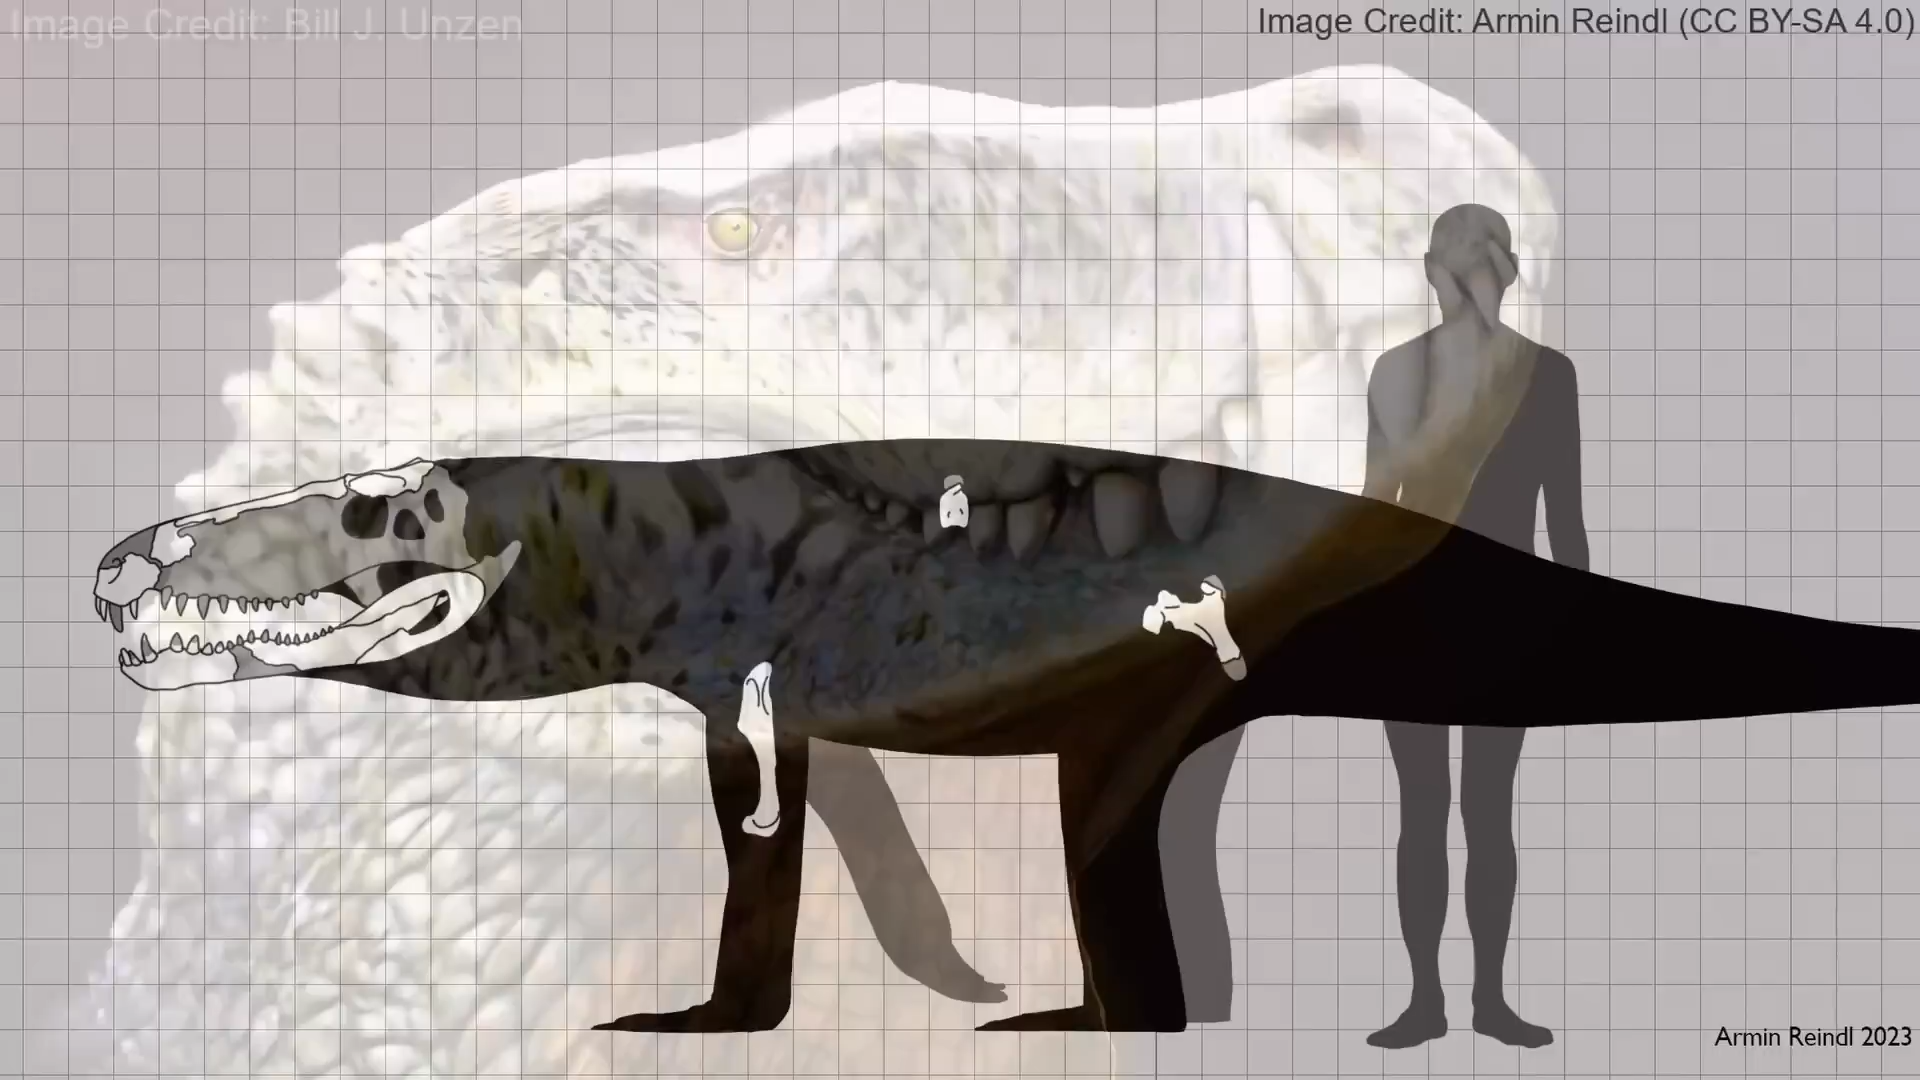 Image Credit: Bill J. Unzen
Image Credit: Armin Reindl (CC BY-SA 4.0)
Armin Reindl 2023